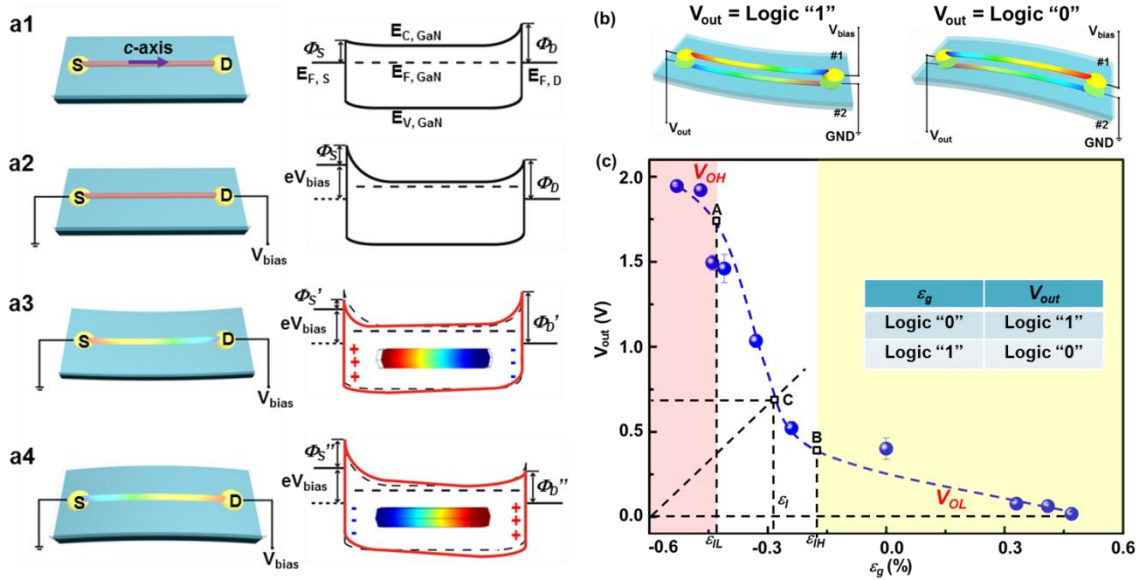 a1
c-axis
S
D
Φ_S
E_C, GaN
Φ_D
E_F, S
E_F, GaN
E_F, D
E_V, GaN
a2
S
D
V_bias
Φ_S
eV_bias
Φ_D
a3
S
D
V_bias
Φ_S'
eV_bias
Φ_D'
+
+
+
-
-
-
a4
S
D
V_bias
Φ_S''
eV_bias
Φ_D''
-
-
-
+
+
+
(b)
V_out = Logic “1”
V_bias
#1
#2
V_out
GND
V_out = Logic “0”
V_bias
#1
#2
V_out
GND
(c)
V_out (V)
2.0
1.5
1.0
0.5
0.0
V_OH
A
C
B
V_OL
ε_g V_out
Logic “0” Logic “1”
Logic “1” Logic “0”
ε_I
-0.6 ε_IL -0.3 ε_IH 0.0 0.3 0.6
ε_g (%)